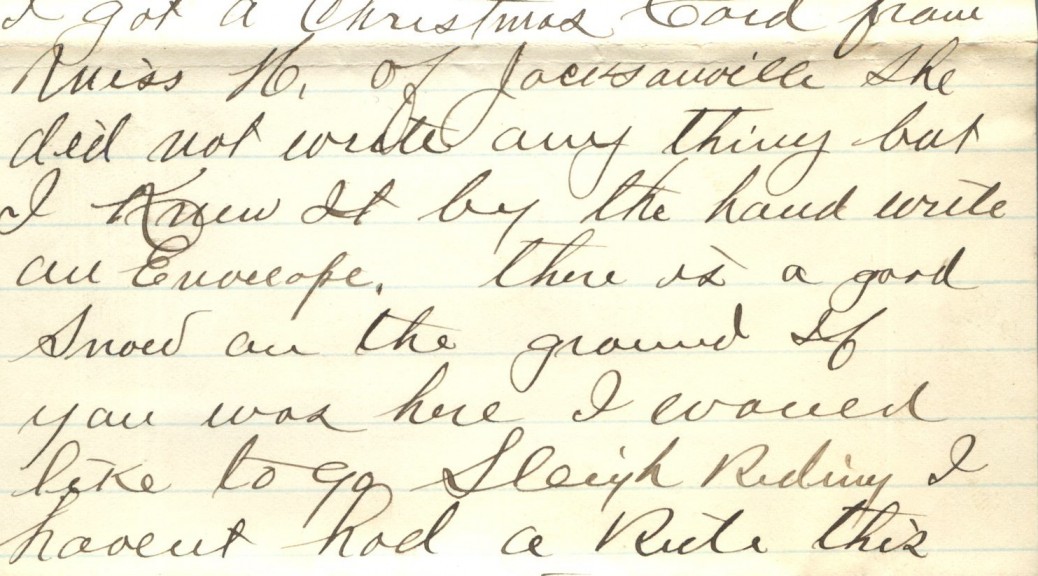 I got a Christmas Card from
Miss H. of Jacksonville She
did not write any thing but
I Knew It by the hand write
on Envelope. there is a good
Snow on the ground If
you was here I would
like to go Sleigh Riding I
havent had a Ride this